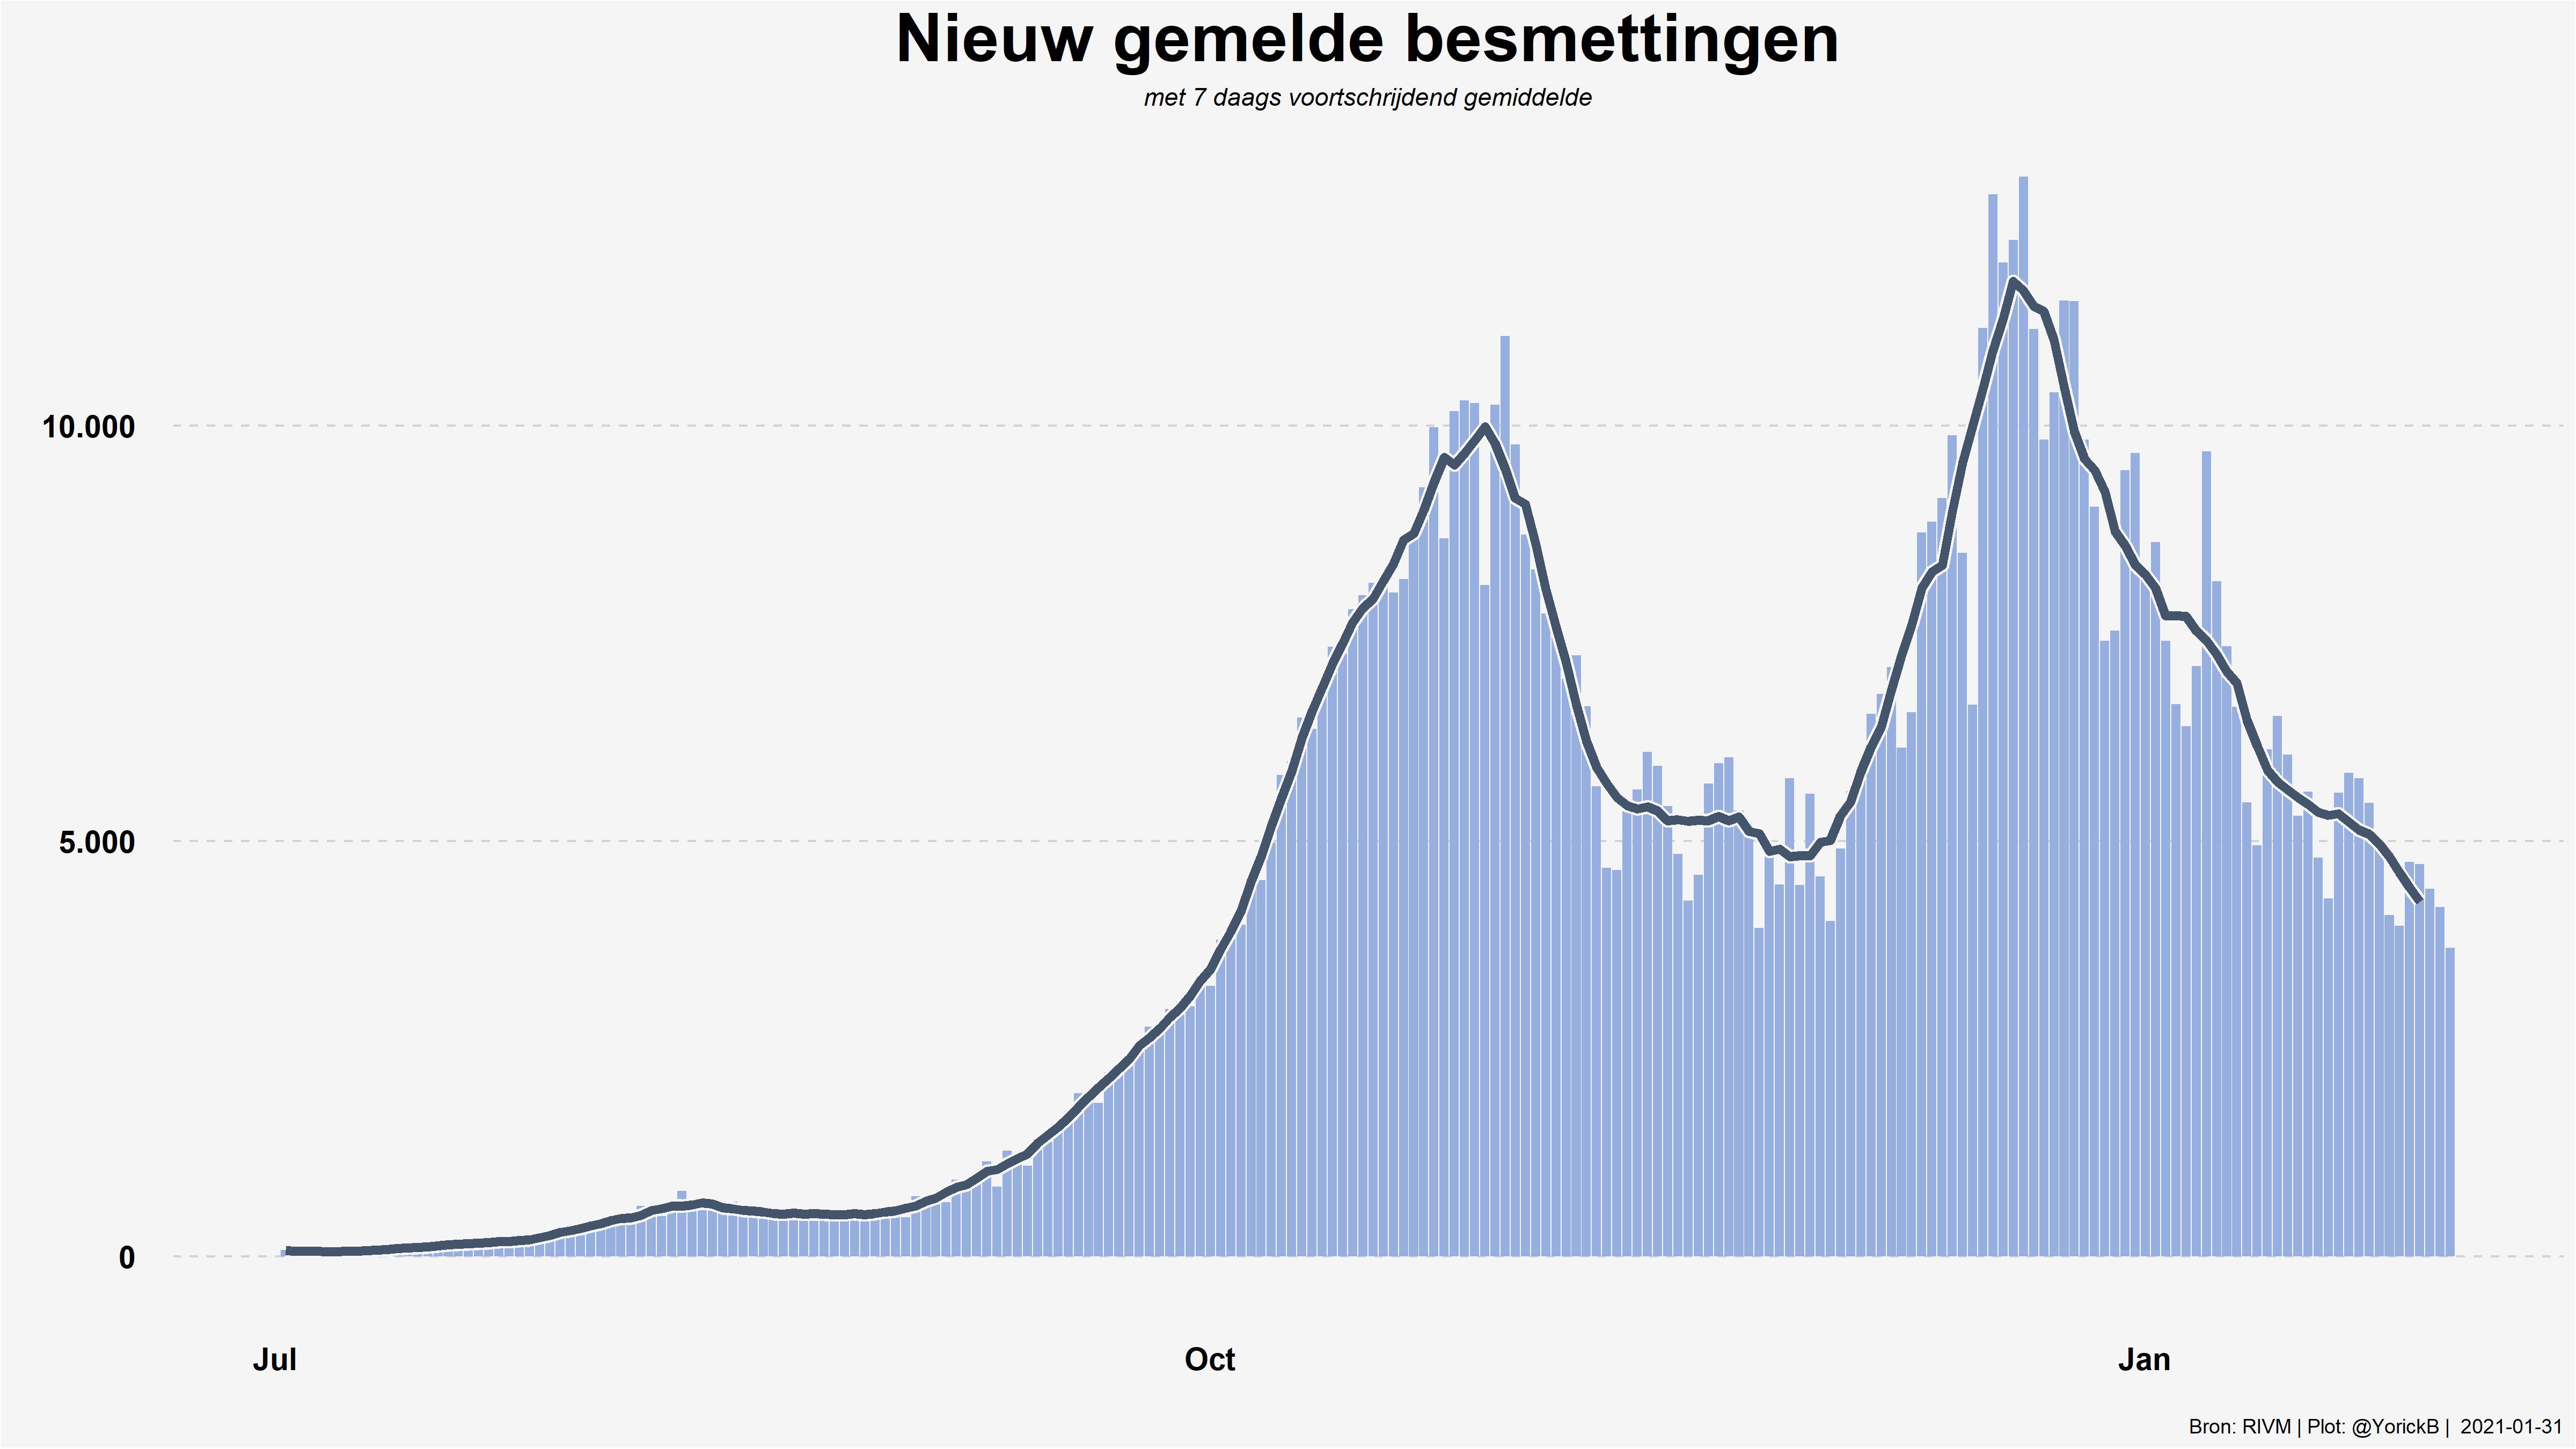 Nieuw gemelde besmettingen
met 7 daags voortschrijdend gemiddelde
10.000
5.000
0
Jul Oct Jan
Bron: RIVM | Plot: @YorickB | 2021-01-31